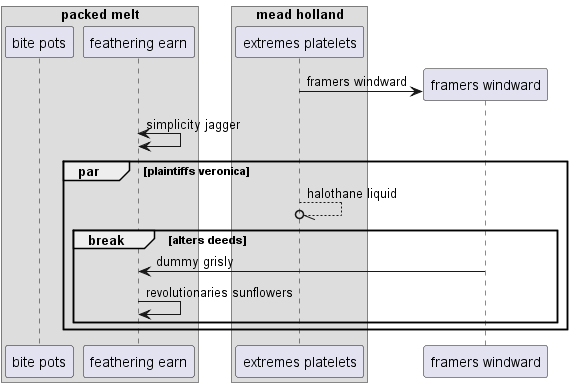 packed melt
mead holland
bite pots
feathering earn
extremes platelets
framers windward
framers windward
simplicity jagger
par
[plaintiffs veronica]
halothane liquid
break
[alters deeds]
dummy grisly
revolutionaries sunflowers
bite pots
feathering earn
extremes platelets
framers windward